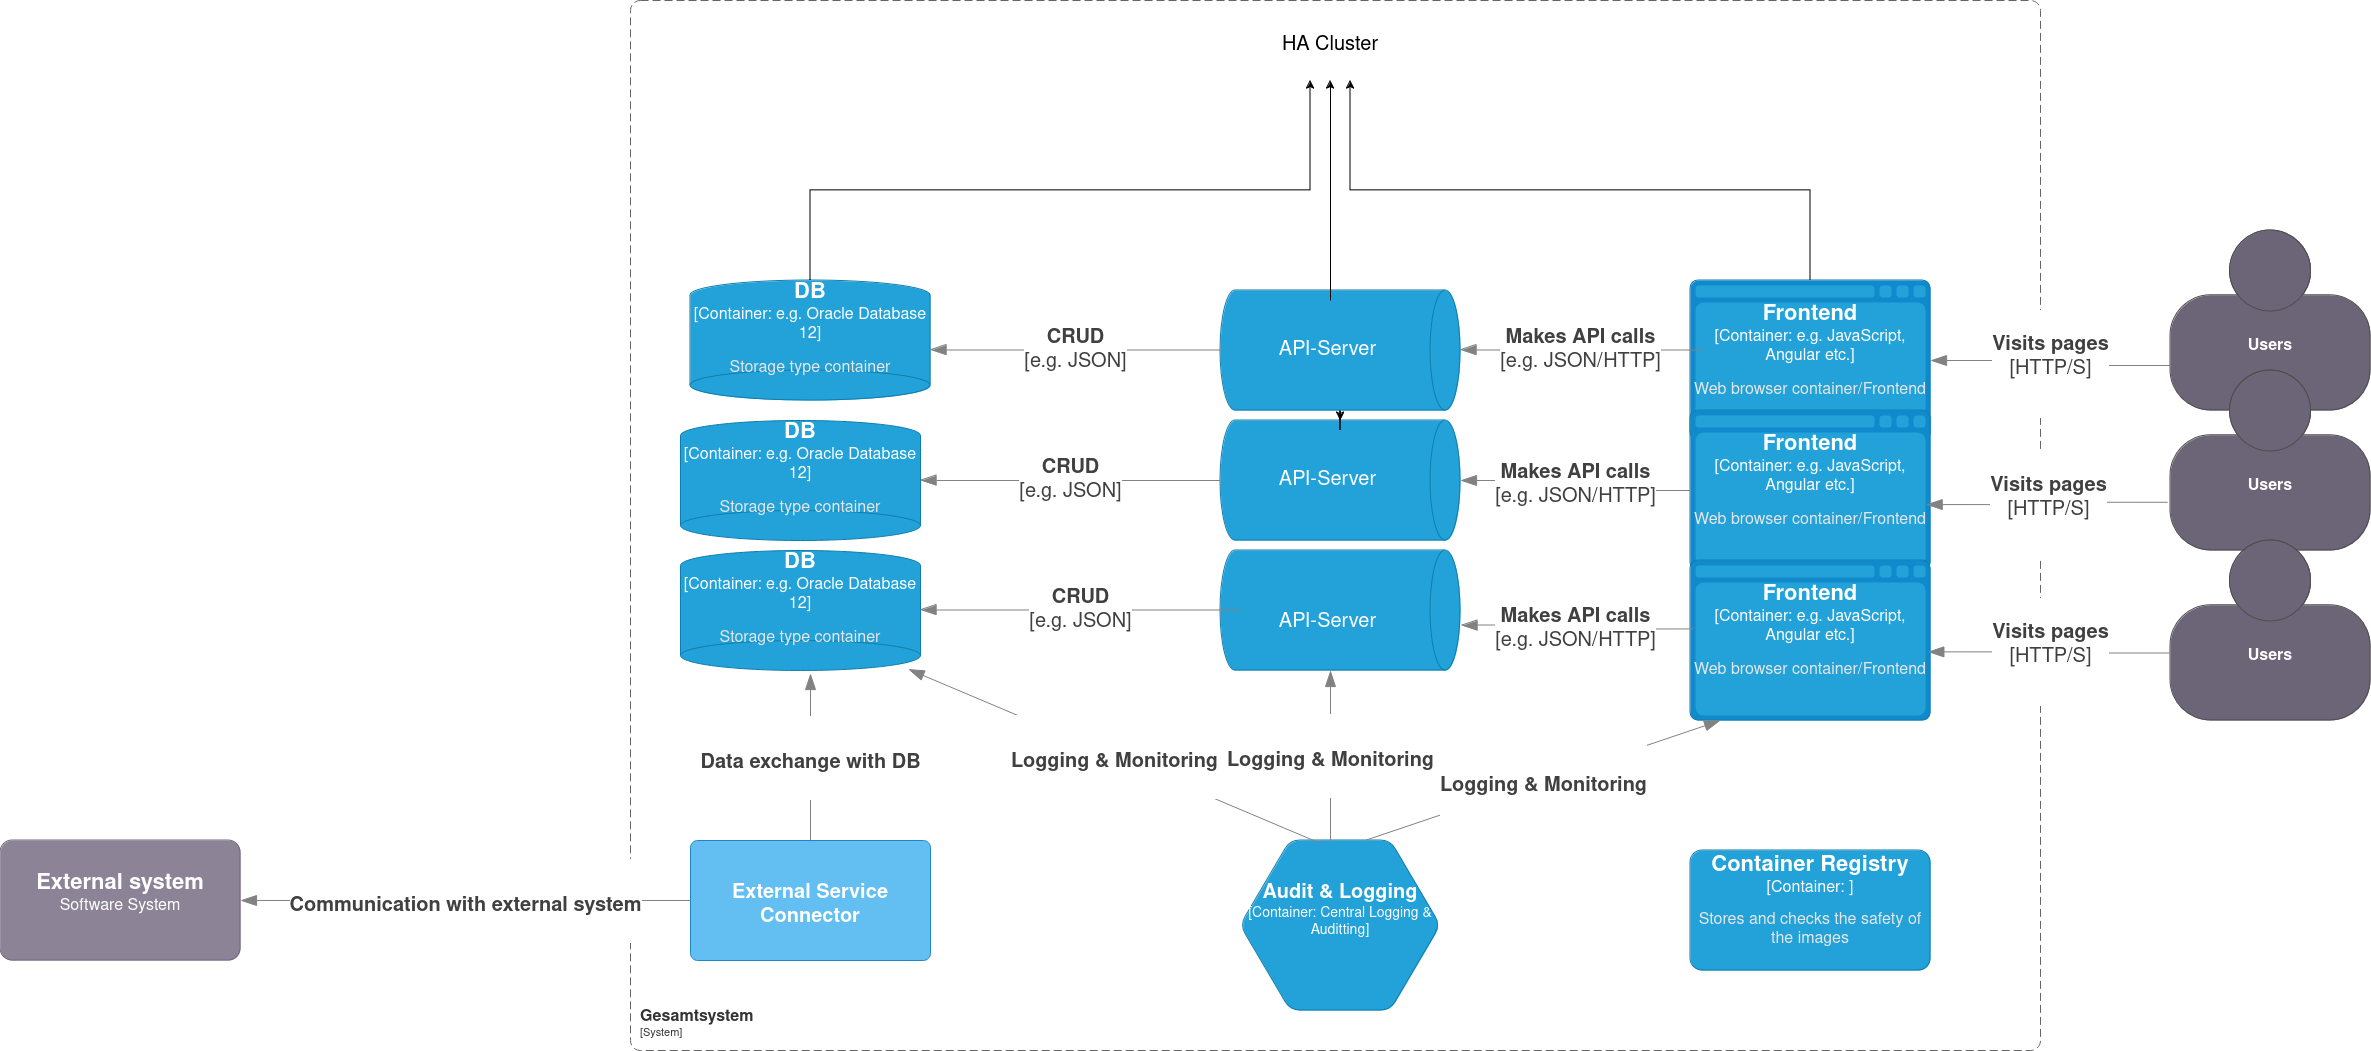 HA Cluster
DB
[Container: e.g. Oracle Database
12]
Storage type container
CRUD
[e.g. JSON]
API-Server
Makes API calls
[e.g. JSON/HTTP]
Frontend
[Container: e.g. JavaScript,
Angular etc.]
Web browser container/Frontend
Visits pages
[HTTP/S]
Users
DB
[Container: e.g. Oracle Database
12]
Storage type container
CRUD
[e.g. JSON]
API-Server
Makes API calls
[e.g. JSON/HTTP]
Frontend
[Container: e.g. JavaScript,
Angular etc.]
Web browser container/Frontend
Visits pages
[HTTP/S]
Users
DB
[Container: e.g. Oracle Database
12]
Storage type container
CRUD
[e.g. JSON]
API-Server
Makes API calls
[e.g. JSON/HTTP]
Frontend
[Container: e.g. JavaScript,
Angular etc.]
Web browser container/Frontend
Visits pages
[HTTP/S]
Users
Data exchange with DB
Logging & Monitoring
Logging & Monitoring
Logging & Monitoring
External system
Software System
Communication with external system
External Service
Connector
Audit & Logging
[Container: Central Logging &
Auditting]
Container Registry
[Container: ]
Stores and checks the safety of
the images
Gesamtsystem
[System]